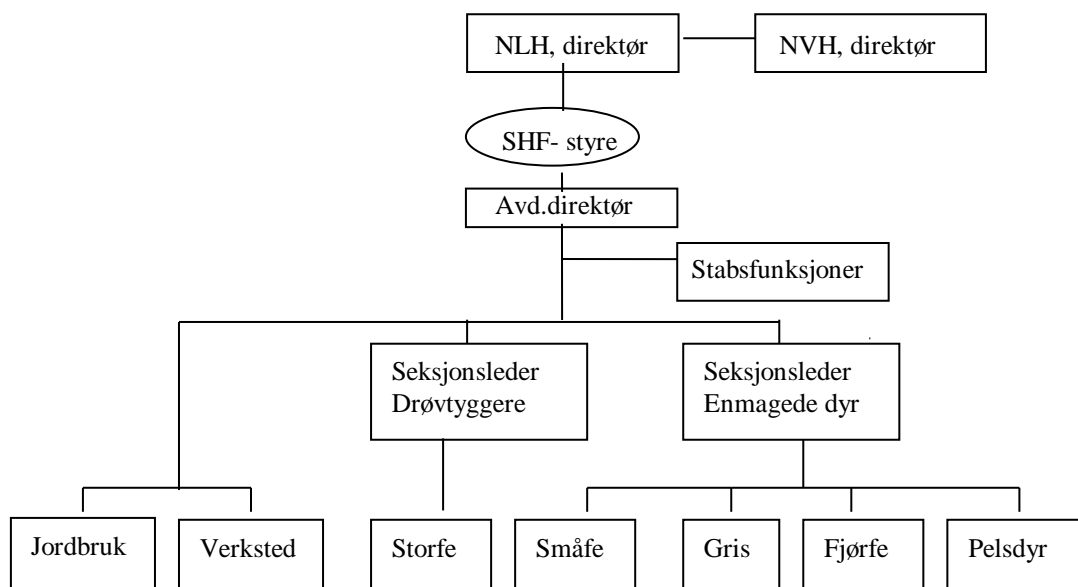 NLH, direktør
NVH, direktør
SHF- styre
Avd.direktør
Stabsfunksjoner
Seksjonsleder
Drøvtyggere
Seksjonsleder
Enmagede dyr
Jordbruk
Verksted
Storfe
Småfe
Gris
Fjørfe
Pelsdyr